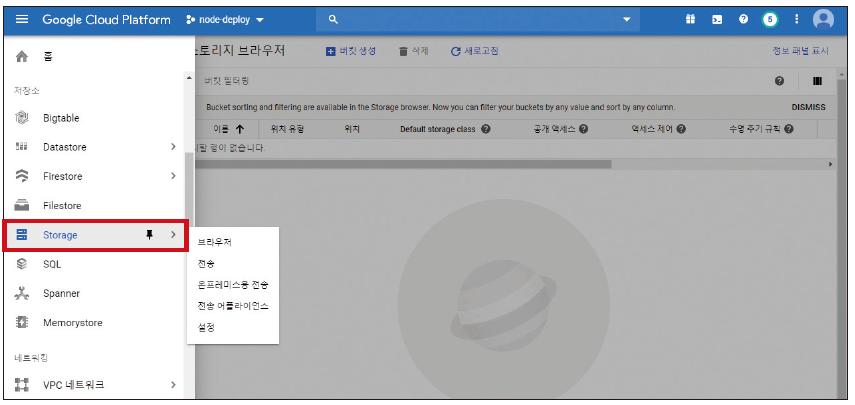 Google Cloud Platform node-deploy 5
홈
저장소
Bigtable
Datastore
Firestore
Filestore
Storage
SQL
Spanner
Memorystore
네트워킹
VPC 네트워크
브라우저
전송
온프레미스용 전송
전송 어플라이언스
설정
스토리지 브라우저 버킷 생성 삭제 새로고침 정보 패널 표시
버킷 필터링
Bucket sorting and filtering are available in the Storage browser. Now you can filter your buckets by any value and sort by any column. DISMISS
이름 위치 유형 위치 Default storage class 공개 액세스 액세스 제어 수명 주기 규칙
행이 없습니다.